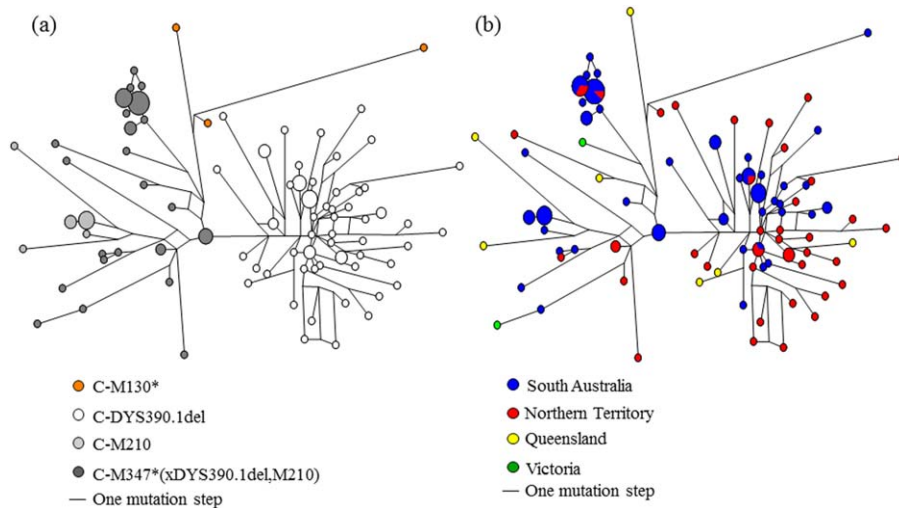 (a)
(b)
C-M130*
C-DYS390.1del
C-M210
C-M347*(xDYS390.1del,M210)
One mutation step
South Australia
Northern Territory
Queensland
Victoria
One mutation step